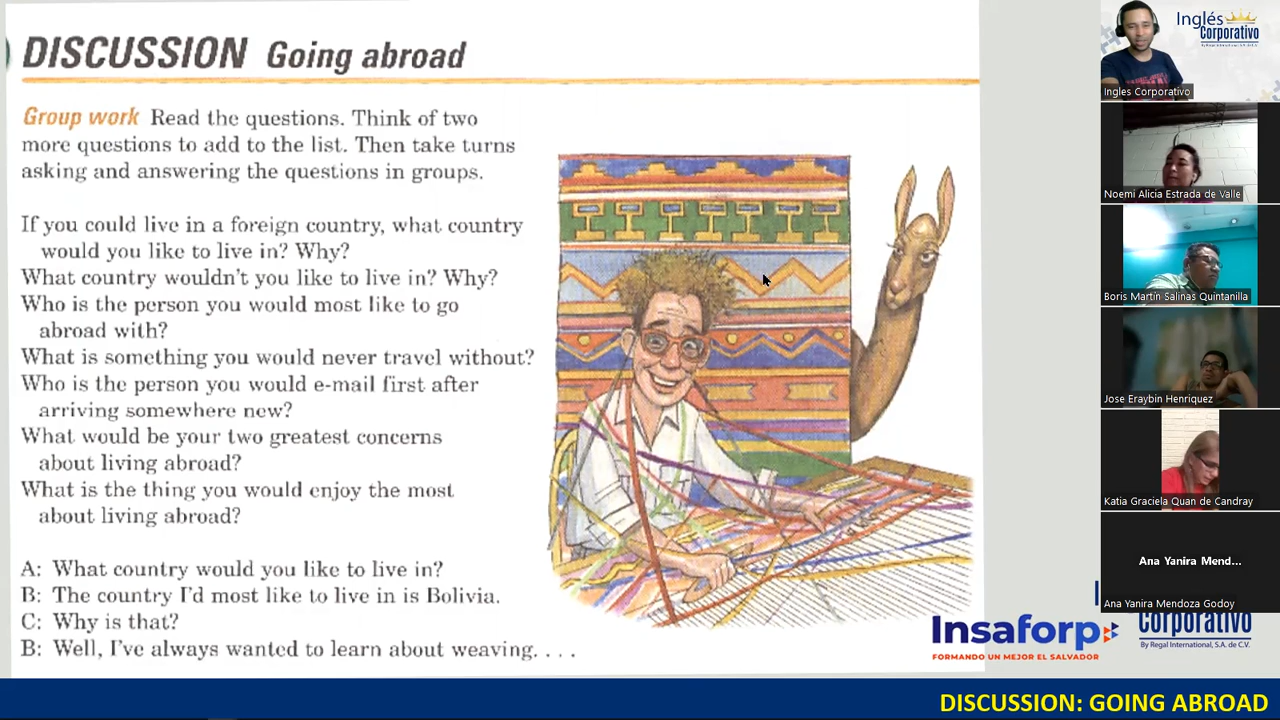 DISCUSSION Going abroad
Group work Read the questions. Think of two
more questions to add to the list. Then take turns
asking and answering the questions in groups.
If you could live in a foreign country, what country
would you like to live in? Why?
What country wouldn't you like to live in? Why?
Who is the person you would most like to go
abroad with?
What is something you would never travel without?
Who is the person you would e-mail first after
arriving somewhere new?
What would be your two greatest concerns
about living abroad?
What is the thing you would enjoy the most
about living abroad?
A: What country would you like to live in?
B: The country I'd most like to live in is Bolivia.
C: Why is that?
B: Well, I've always wanted to learn about weaving. . . .
Inglés
Corporativo
By Regal International, S.A. de C.V.
Ingles Corporativo
Noemi Alicia Estrada de Valle
Boris Martin Salinas Quintanilla
Jose Eraybin Henriquez
Katia Graciela Quan de Candray
Ana Yanira Mend...
Ana Yanira Mendoza Godoy
Insaforp
FORMANDO UN MEJOR EL SALVADOR
Corporativo
By Regal International, S.A. de C.V.
DISCUSSION: GOING ABROAD